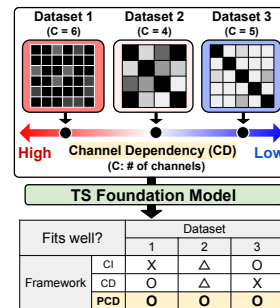 Dataset 1 Dataset 2 Dataset 3
(C = 6) (C = 4) (C = 5)
High Channel Dependency (CD) Low
(C: # of channels)
TS Foundation Model
Fits well? Dataset
1 2 3
Framework
CI X △ O
CD O △ X
PCD O O O